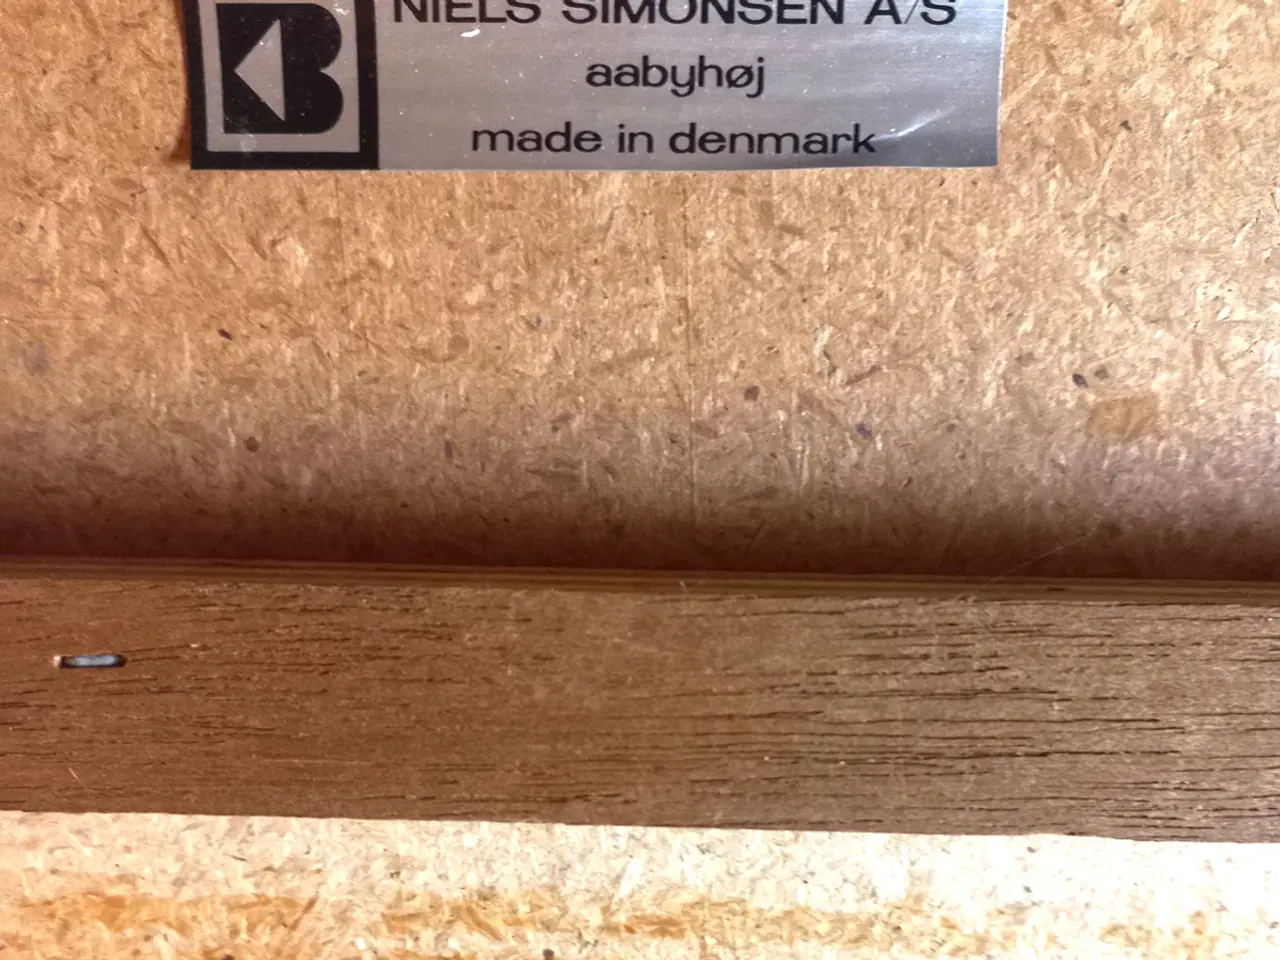 NIELS SIMONSEN A/S
aabyhøj
made in denmark